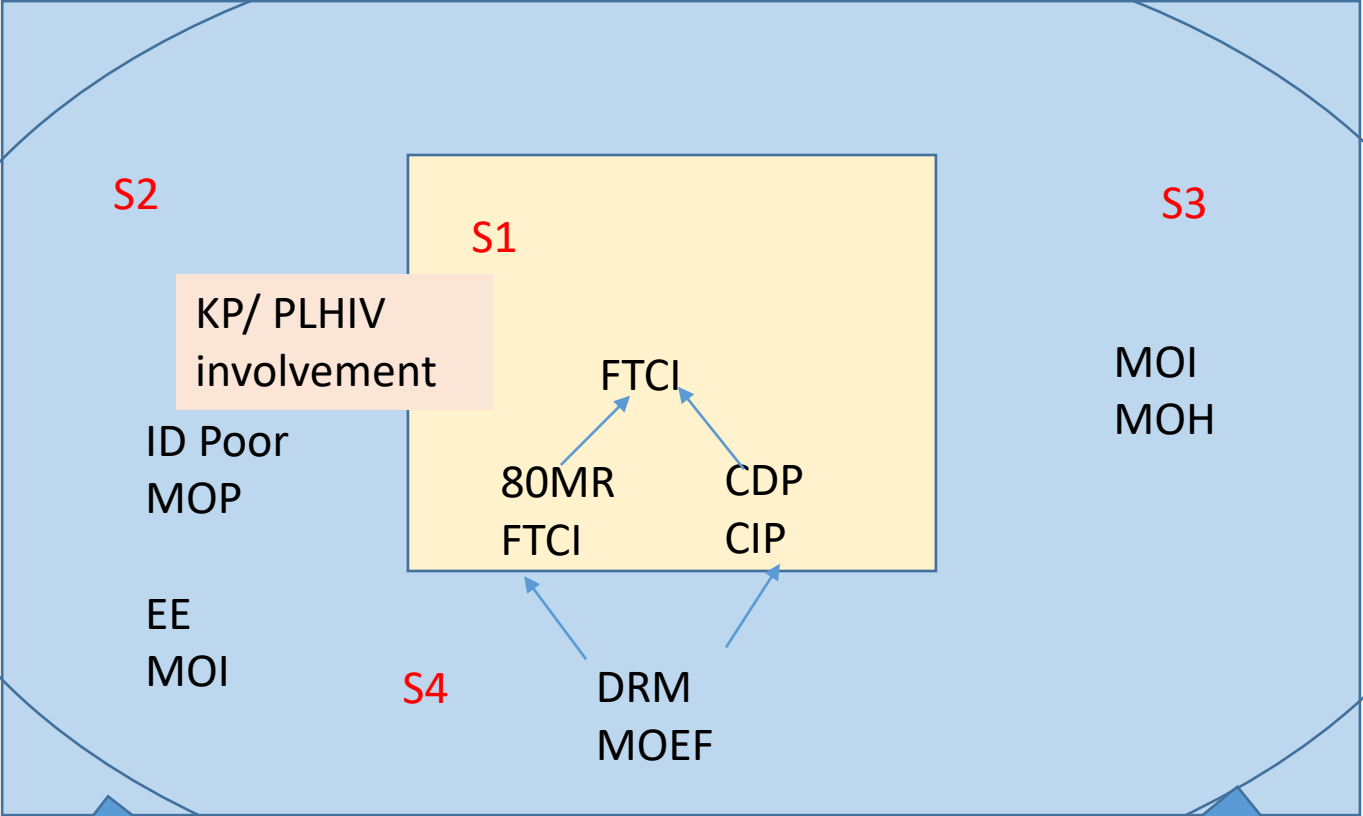 S2
S1
S3
KP/ PLHIV
involvement
FTCI
MOI
MOH
ID Poor
MOP
80MR
FTCI
CDP
CIP
EE
MOI
S4
DRM
MOEF